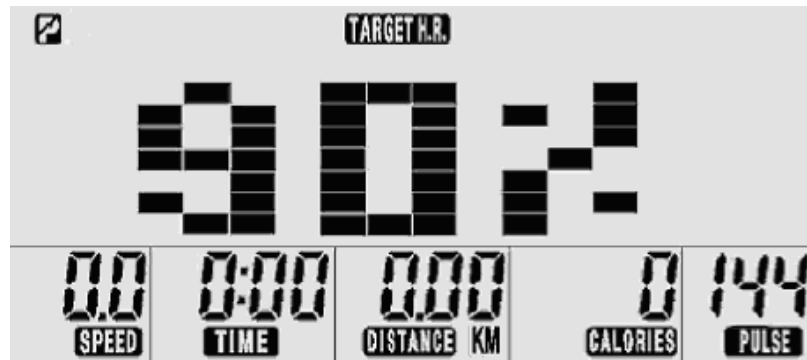 TARGET H.R.
90%
0.0 0:00 0.00 0 144
SPEED TIME DISTANCE KM CALORIES PULSE